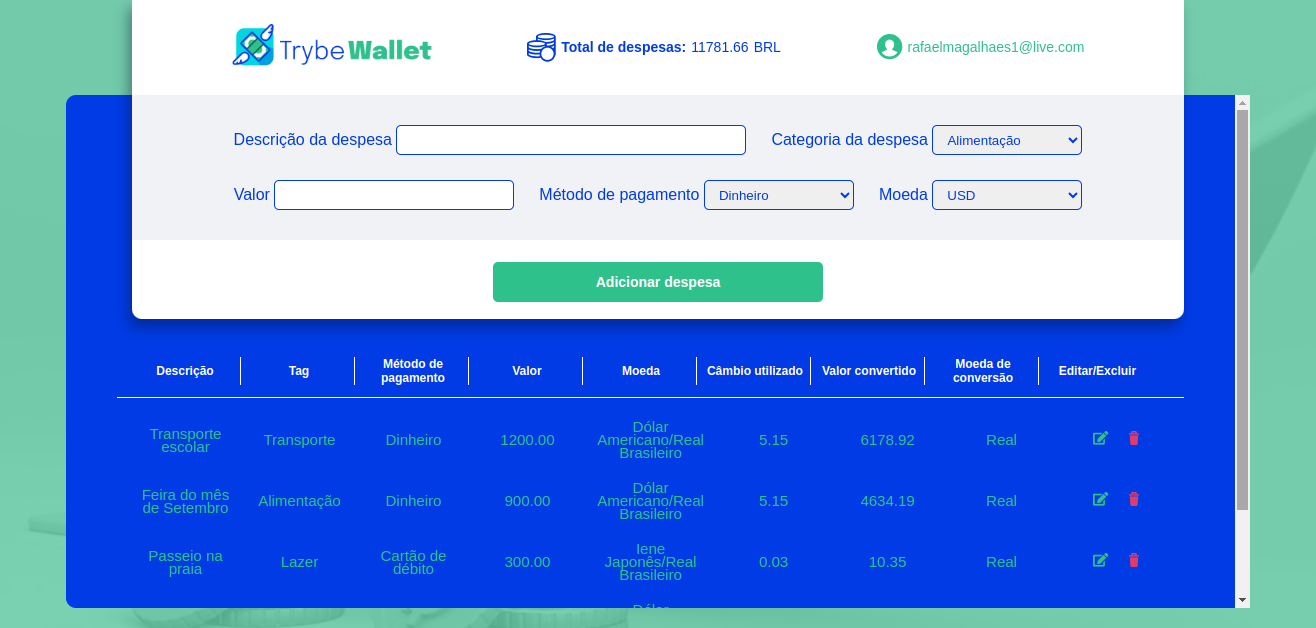 TrybeWallet
Total de despesas: 11781.66 BRL
rafaelmagalhaes1@live.com
Descrição da despesa
Categoria da despesa Alimentação
Valor
Método de pagamento Dinheiro
Moeda USD
Adicionar despesa
Descrição
Tag
Método de
pagamento
Valor
Moeda
Câmbio utilizado
Valor convertido
Moeda de
conversão
Editar/Excluir
Transporte
escolar
Transporte
Dinheiro
1200.00
Dólar
Americano/Real
Brasileiro
5.15
6178.92
Real
Feira do mês
de Setembro
Alimentação
Dinheiro
900.00
Dólar
Americano/Real
Brasileiro
5.15
4634.19
Real
Passeio na
praia
Lazer
Cartão de
débito
300.00
Iene
Japonês/Real
Brasileiro
0.03
10.35
Real